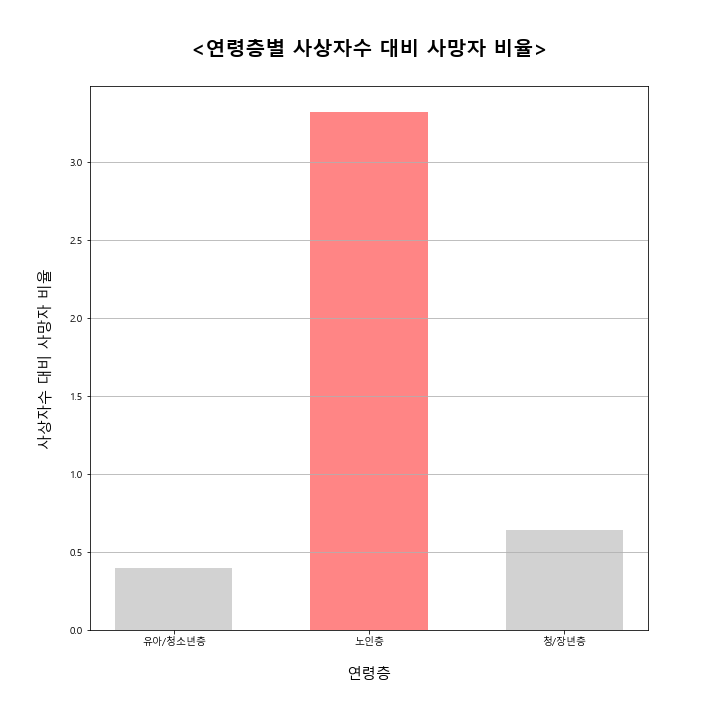 <연령층별 사상자수 대비 사망자 비율>
사상자수 대비 사망자 비율
3.0
2.5
2.0
1.5
1.0
0.5
0.0
유아/청소년층
노인층
청/장년층
연령층